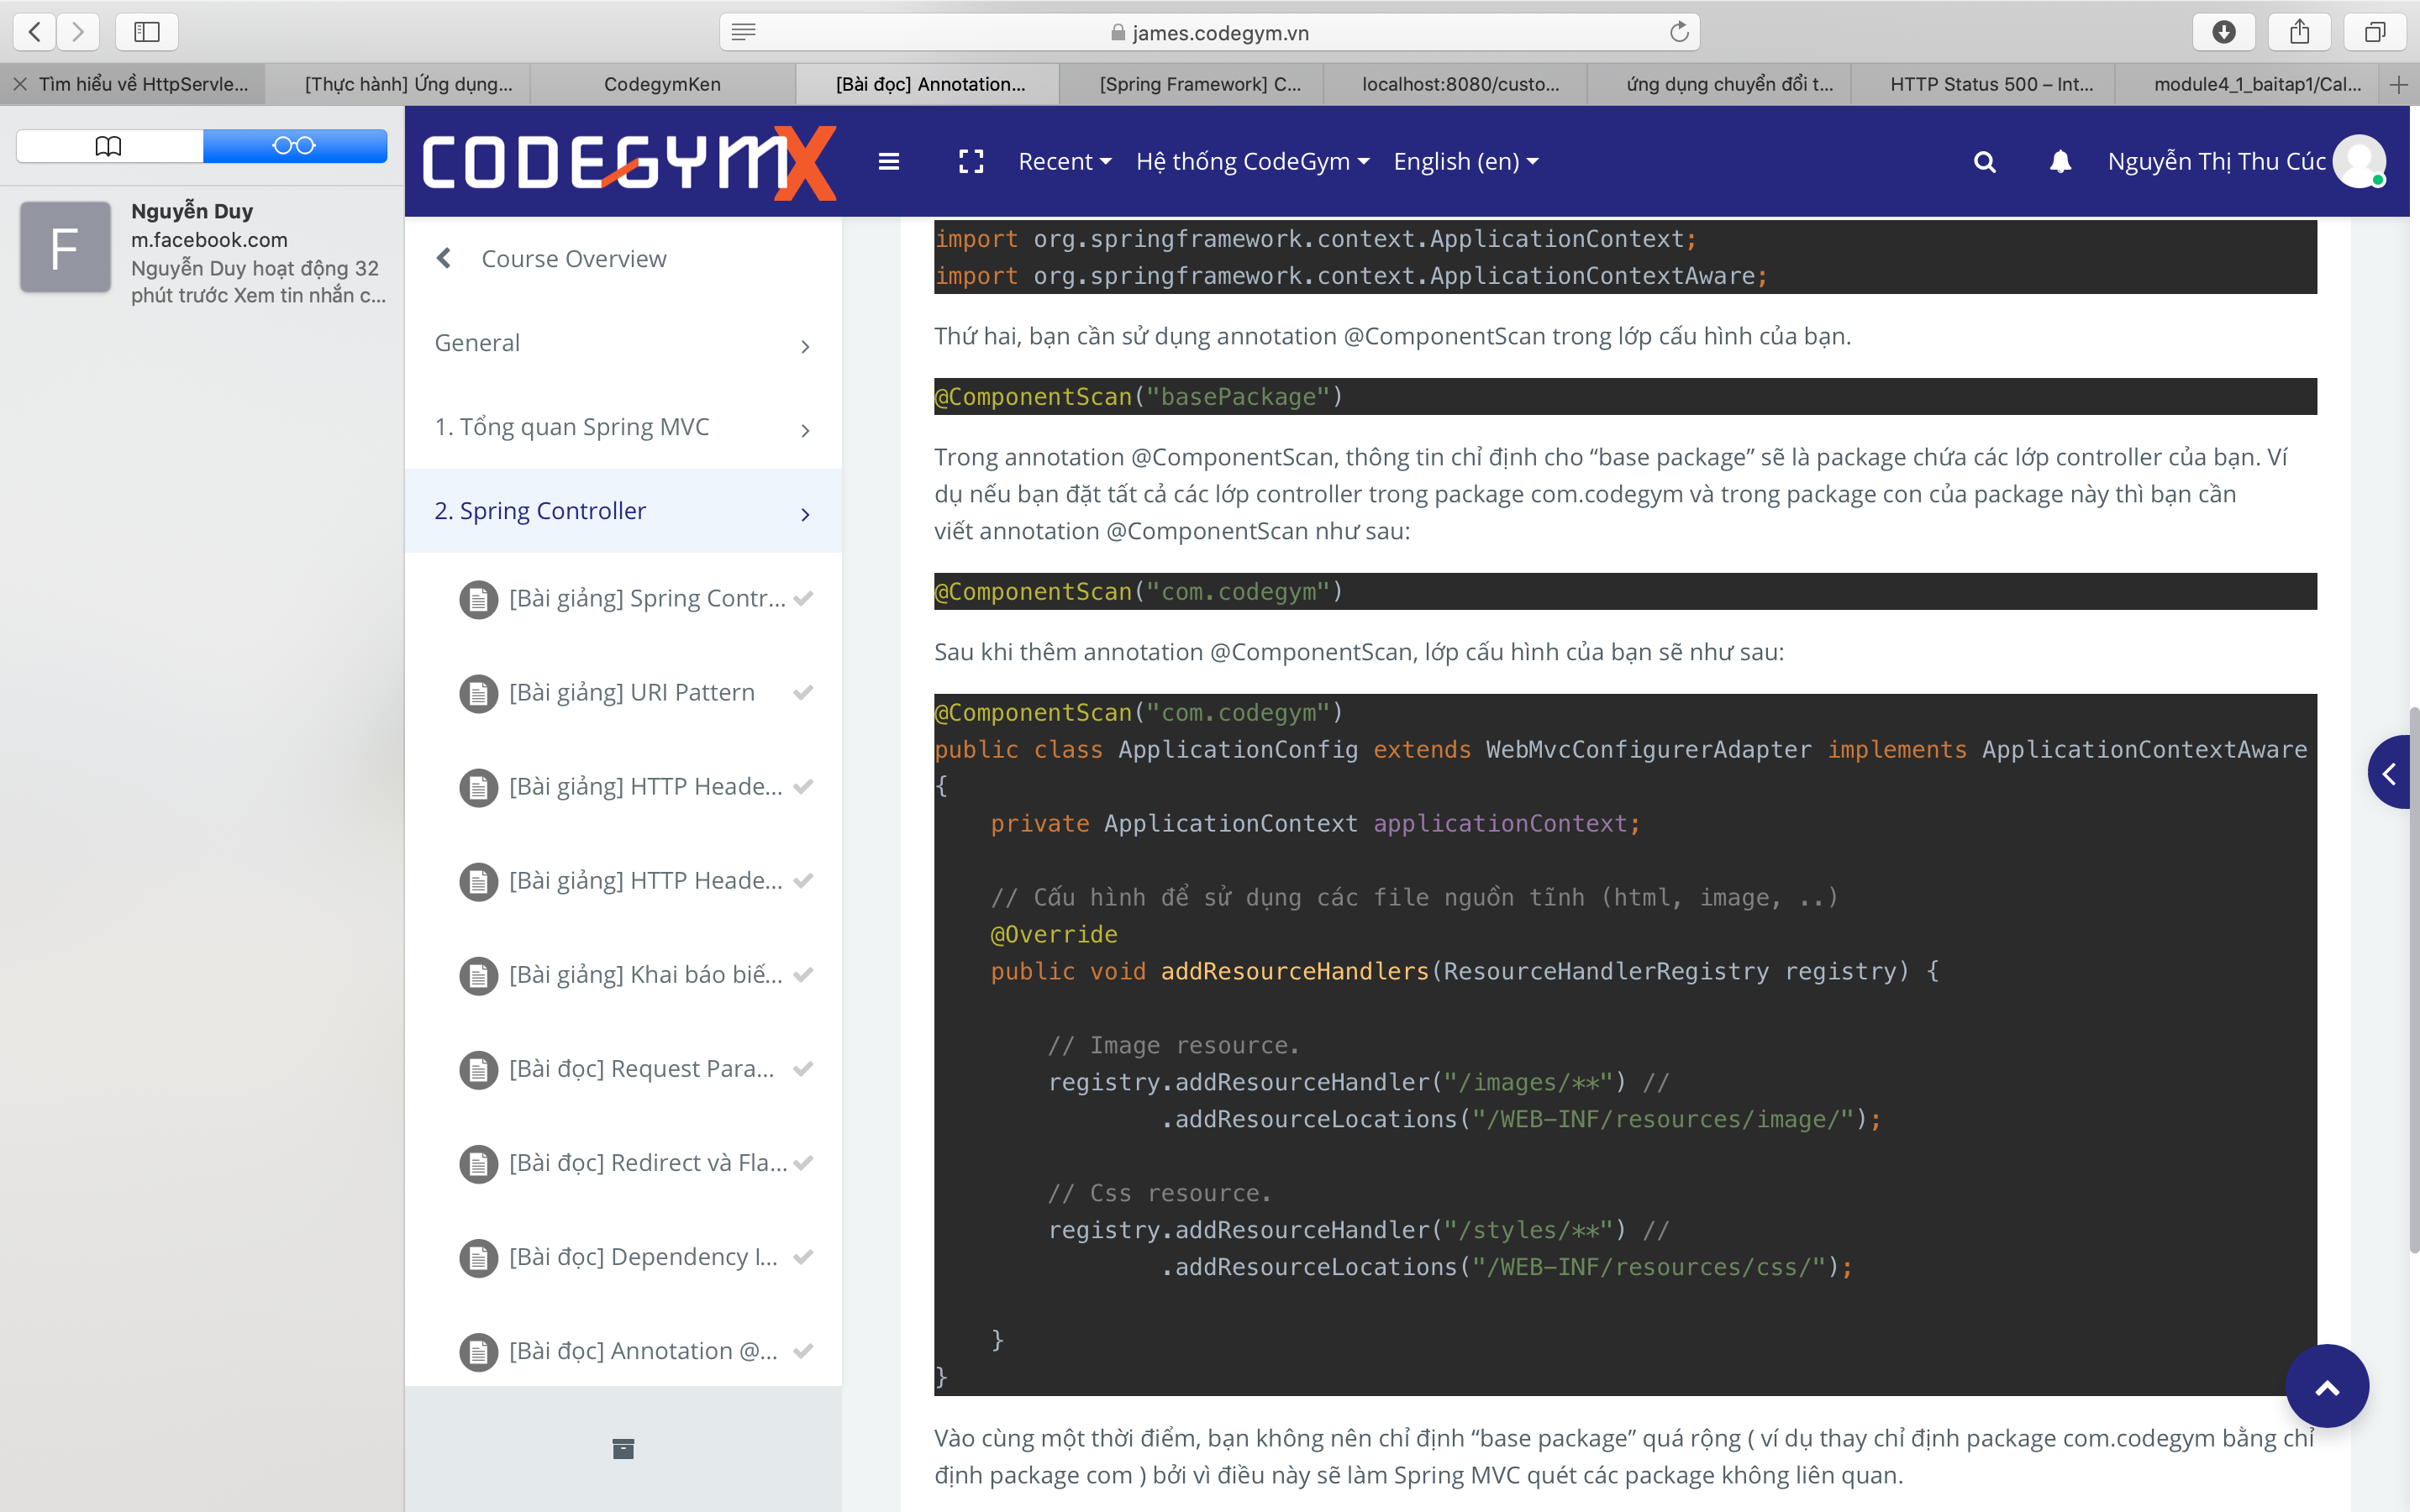 james.codegym.vn
Tìm hiểu về HttpServle...
[Thực hành] Ứng dụng...
CodegymKen
[Bài đọc] Annotation...
[Spring Framework] C...
localhost:8080/custo...
ứng dụng chuyển đổi t...
HTTP Status 500 – Int...
module4_1_baitap1/Cal...
F
Nguyễn Duy
m.facebook.com
Nguyễn Duy hoạt động 32
phút trước Xem tin nhắn c...
CODEGYMX
Recent
Hệ thống CodeGym
English (en)
Nguyễn Thị Thu Cúc
Course Overview
General
1. Tổng quan Spring MVC
2. Spring Controller
[Bài giảng] Spring Contr...
[Bài giảng] URI Pattern
[Bài giảng] HTTP Heade...
[Bài giảng] HTTP Heade...
[Bài giảng] Khai báo biế...
[Bài đọc] Request Para...
[Bài đọc] Redirect và Fla...
[Bài đọc] Dependency I...
[Bài đọc] Annotation @...
import org.springframework.context.ApplicationContext;
import org.springframework.context.ApplicationContextAware;
Thứ hai, bạn cần sử dụng annotation @ComponentScan trong lớp cấu hình của bạn.
@ComponentScan("basePackage")
Trong annotation @ComponentScan, thông tin chỉ định cho “base package” sẽ là package chứa các lớp controller của bạn. Ví
dụ nếu bạn đặt tất cả các lớp controller trong package com.codegym và trong package con của package này thì bạn cần
viết annotation @ComponentScan như sau:
@ComponentScan("com.codegym")
Sau khi thêm annotation @ComponentScan, lớp cấu hình của bạn sẽ như sau:
@ComponentScan("com.codegym")
public class ApplicationConfig extends WebMvcConfigurerAdapter implements ApplicationContextAware
{
private ApplicationContext applicationContext;
// Cấu hình để sử dụng các file nguồn tĩnh (html, image, ..)
@Override
public void addResourceHandlers(ResourceHandlerRegistry registry) {
// Image resource.
registry.addResourceHandler("/images/**") //
.addResourceLocations("/WEB-INF/resources/image/");
// Css resource.
registry.addResourceHandler("/styles/**") //
.addResourceLocations("/WEB-INF/resources/css/");
}
}
Vào cùng một thời điểm, bạn không nên chỉ định “base package” quá rộng ( ví dụ thay chỉ định package com.codegym bằng chỉ
định package com ) bởi vì điều này sẽ làm Spring MVC quét các package không liên quan.